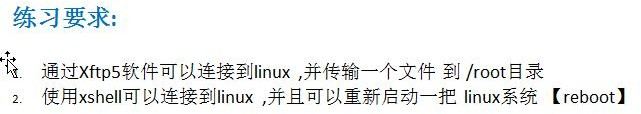 练习要求:
1. 通过Xftp5软件可以连接到linux ,并传输一个文件 到 /root目录
2. 使用xshell可以连接到linux ,并且可以重新启动一把 linux系统 【reboot】